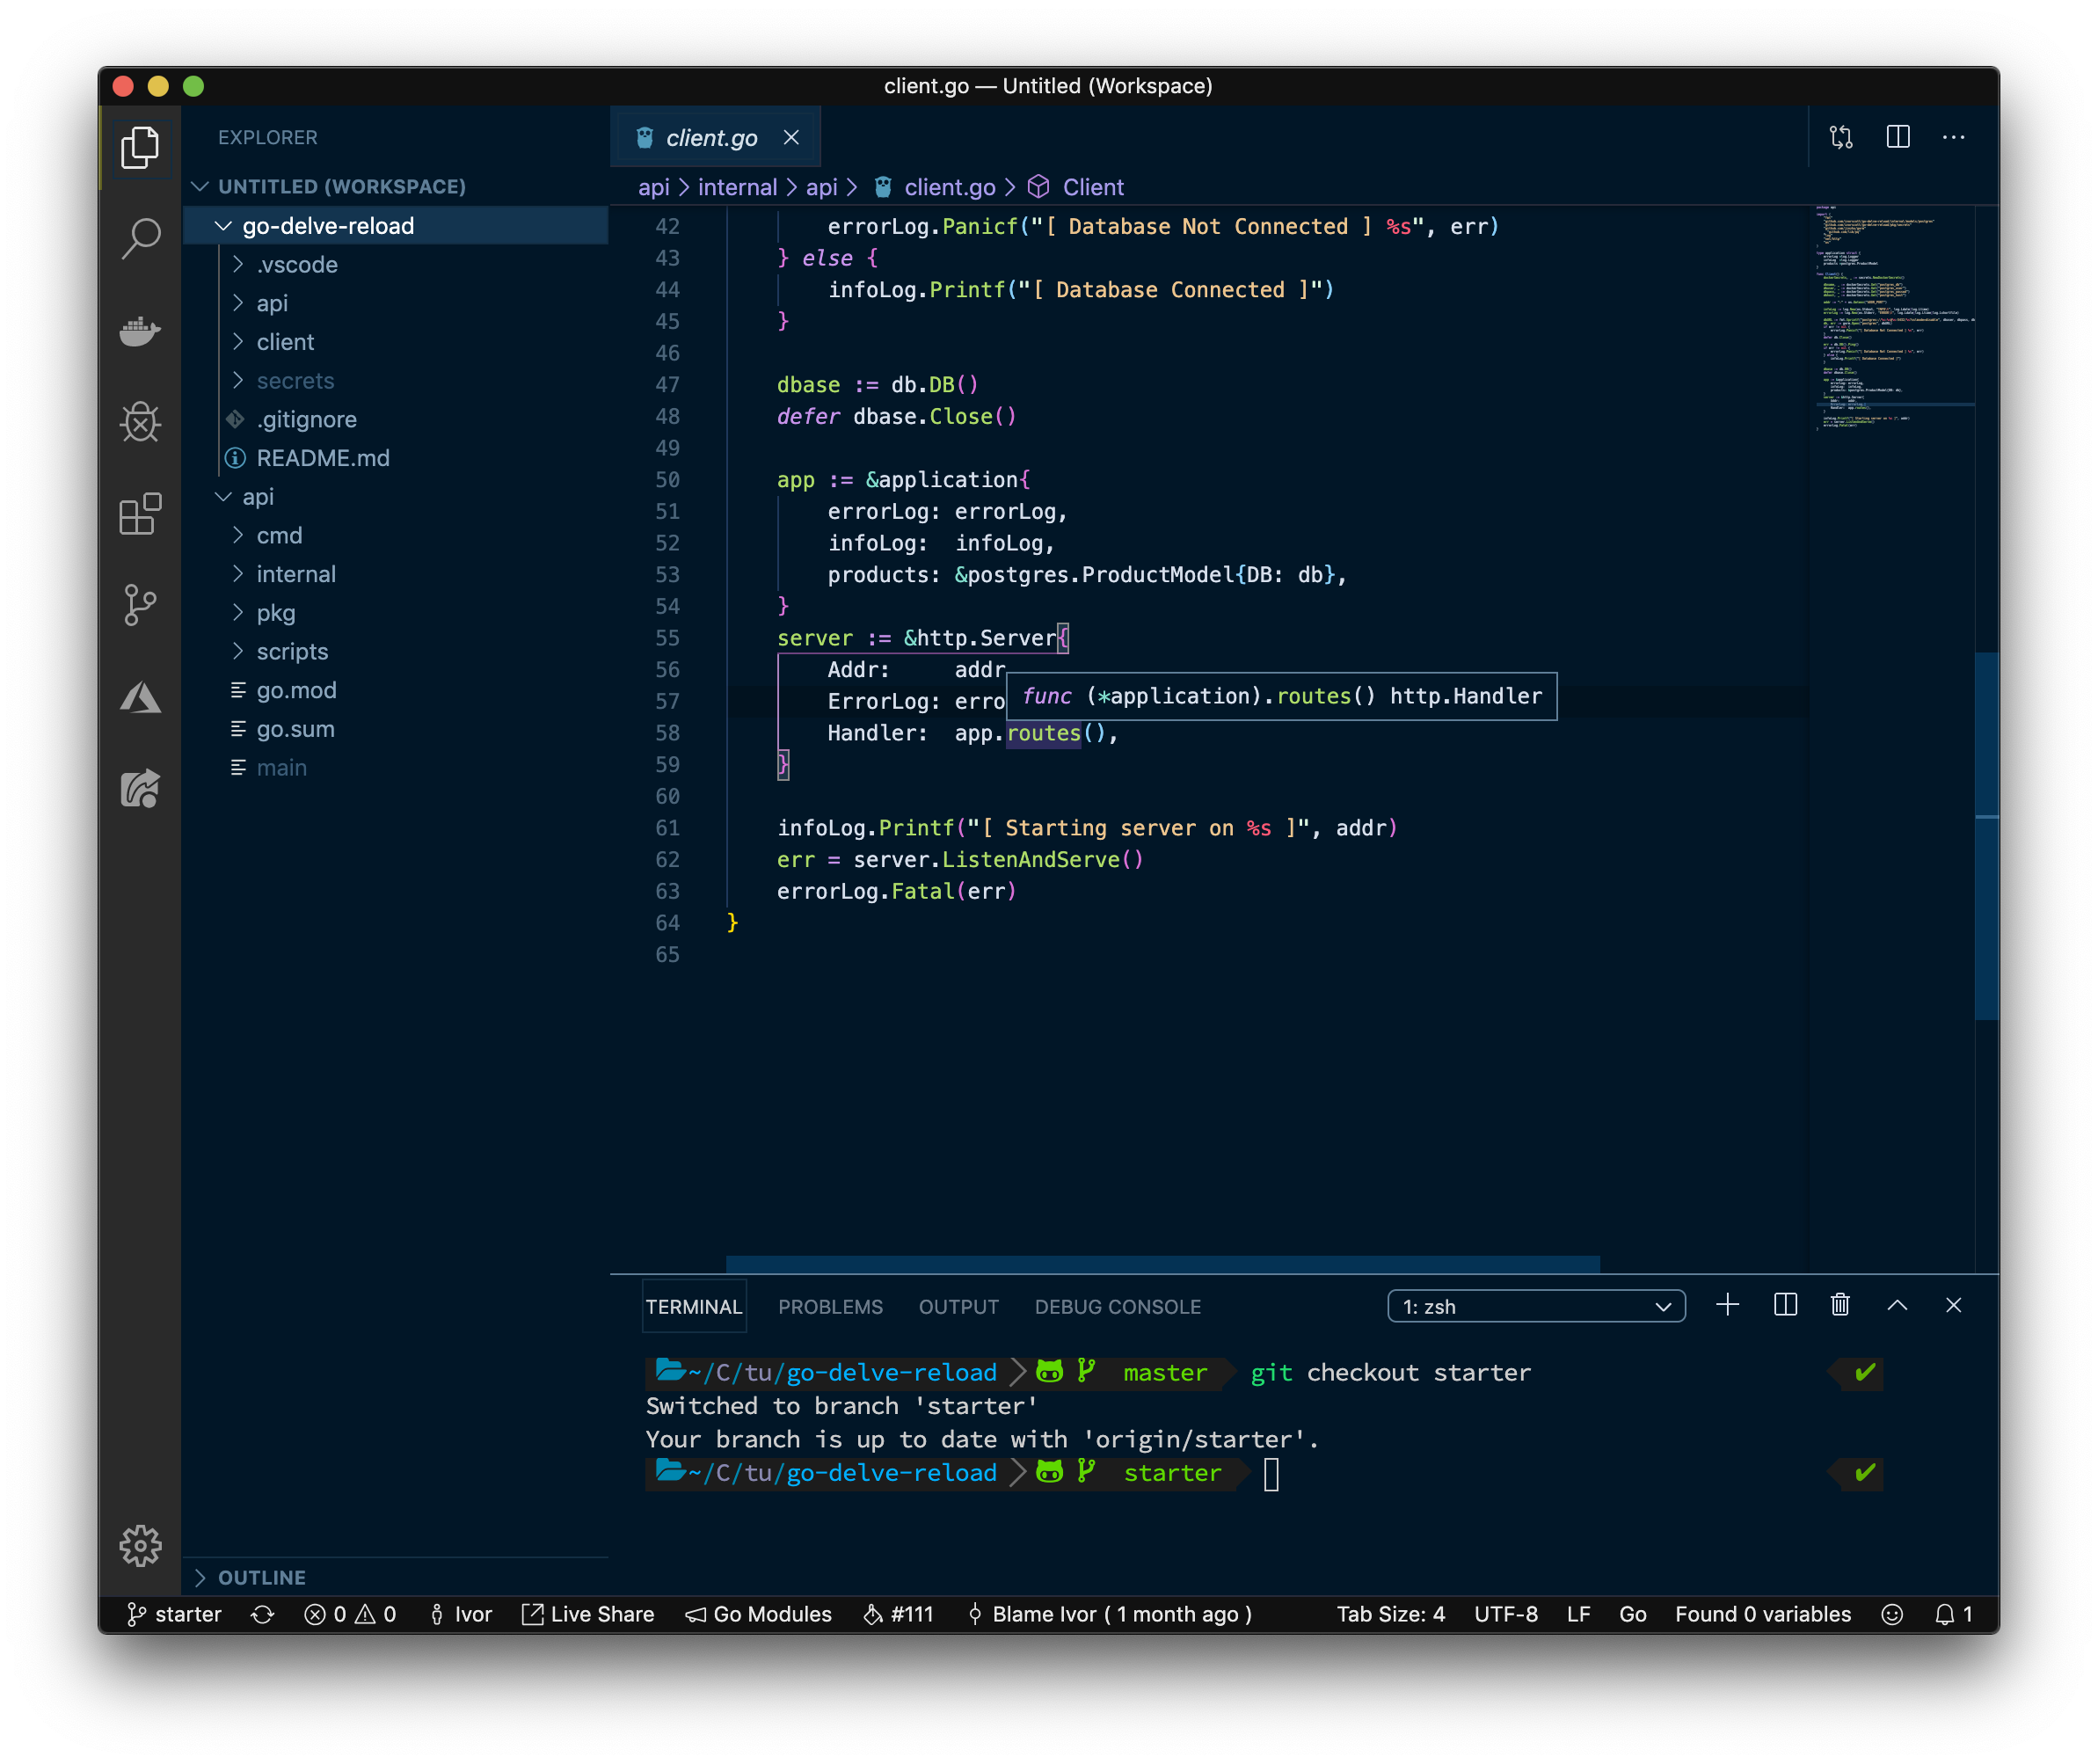 client.go — Untitled (Workspace)
EXPLORER
UNTITLED (WORKSPACE)
go-delve-reload
.vscode
api
client
secrets
.gitignore
README.md
api
cmd
internal
pkg
scripts
go.mod
go.sum
main
OUTLINE
client.go
api > internal > api > client.go > Client
42 errorLog.Panicf("[ Database Not Connected ] %s", err)
43 } else {
44 infoLog.Printf("[ Database Connected ]")
45 }
46
47 dbase := db.DB()
48 defer dbase.Close()
49
50 app := &application{
51 errorLog: errorLog,
52 infoLog:  infoLog,
53 products: &postgres.ProductModel{DB: db},
54 }
55 server := &http.Server{
56 Addr:     addr
func (*application).routes() http.Handler
57 ErrorLog: erro
58 Handler:  app.routes(),
59 }
60
61 infoLog.Printf("[ Starting server on %s ]", addr)
62 err = server.ListenAndServe()
63 errorLog.Fatal(err)
64 }
65
TERMINAL PROBLEMS OUTPUT DEBUG CONSOLE 1: zsh
~/C/tu/go-delve-reload master git checkout starter ✔
Switched to branch 'starter'
Your branch is up to date with 'origin/starter'.
~/C/tu/go-delve-reload starter ✔
starter 0 0 Ivor Live Share Go Modules #111 Blame Ivor ( 1 month ago ) Tab Size: 4 UTF-8 LF Go Found 0 variables 1